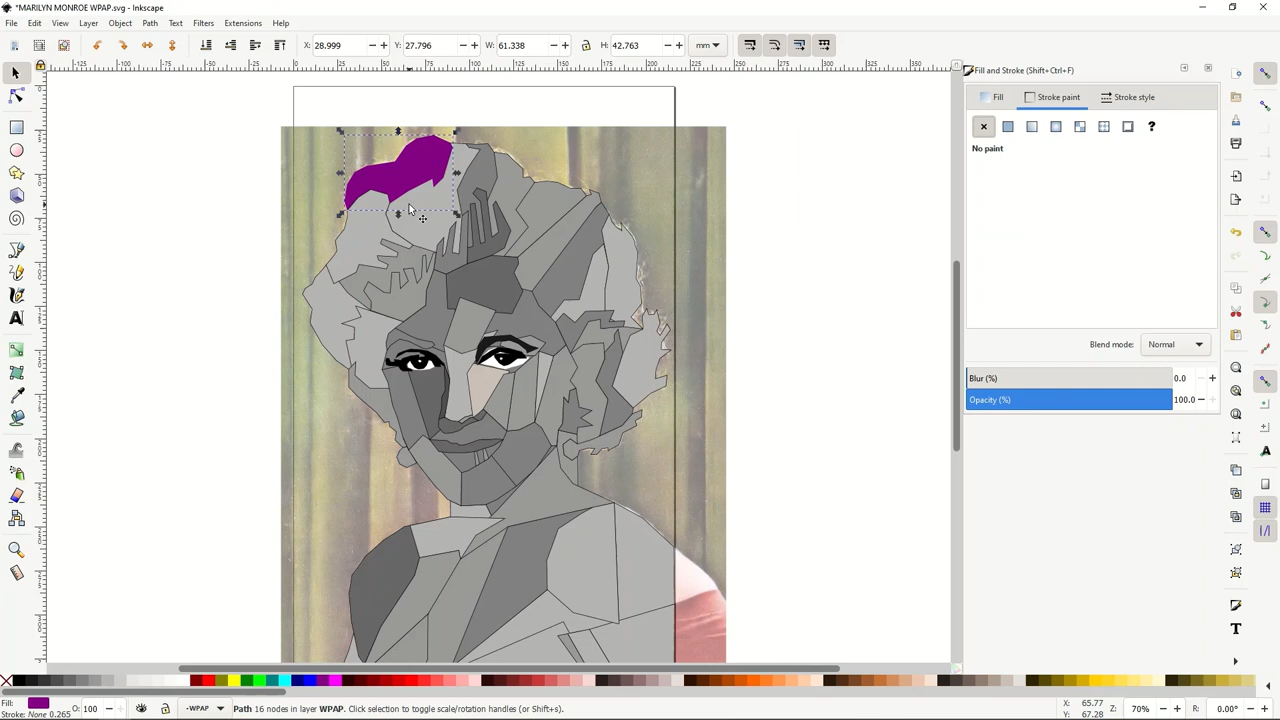 *MARILYN MONROE WPAP.svg - Inkscape
File Edit View Layer Object Path Text Filters Extensions Help
X: 28.999 Y: 27.796 W: 61.338 H: 42.763 mm
Fill and Stroke (Shift+Ctrl+F)
Fill Stroke paint Stroke style
?
No paint
Blend mode: Normal
Blur (%) 0.0
Opacity (%) 100.0
Fill: O: 100 -WPAP Path 16 nodes in layer WPAP. Click selection to toggle scale/rotation handles (or Shift+s). X: 65.77 Z: 70% R: 0.00°
Stroke: None 0.265 Y: 67.28